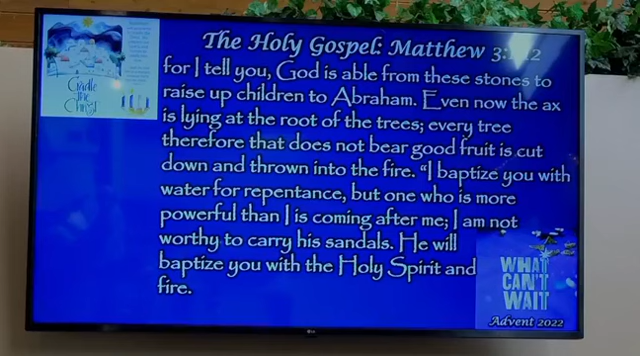 The Holy Gospel: Matthew
for I tell you, God is able from these stones to
raise up children to Abraham. Even now the ax
is lying at the root of the trees; every tree
therefore that does not bear good fruit is cut
down and thrown into the fire. “I baptize you with
water for repentance, but one who is more
powerful than I is coming after me; I am not
worthy to carry his sandals. He will
baptize you with the Holy Spirit and
fire.
Cradle
the
Christ
WHAT
CAN'T
WAIT
Advent 2022
LG